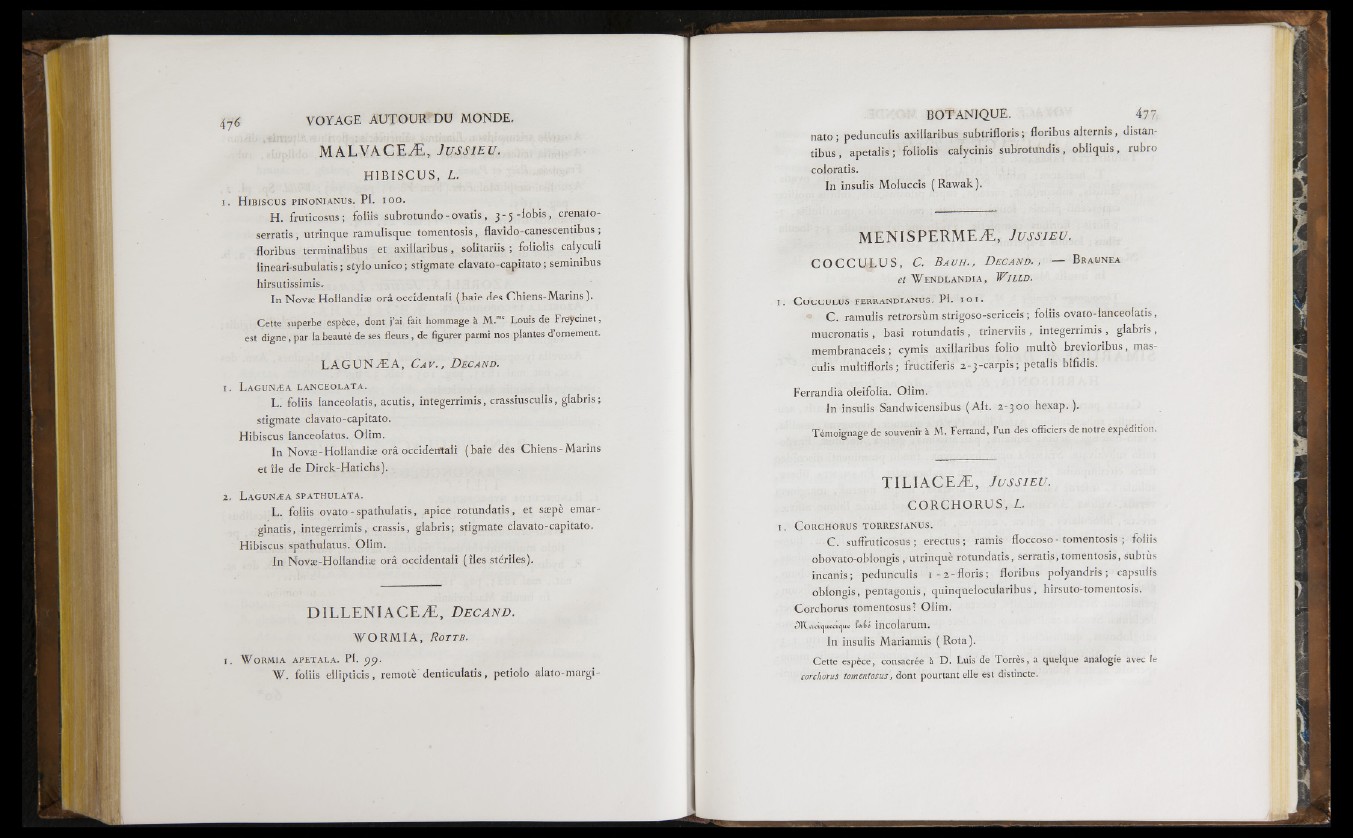 476 VOYAGE AUTOUR DU MONDE.
MALVACEÆ, JUSSIEU.
HIBISCUS, L.
1. HIBISCUS PINONIANUS. Pl. 100.
H. fruticosus; foliis subrotundo-ovatis, 3-5-lobis, crenato-
serratis, utrinque ramulisque tomentosis, flavido-canescentibus;
floribus terminalibus et axillaribus, solitariis; foliolis calyculi
lineari-subulatis; stylo unico; stigmate clavato-capitato; seminibus
hirsutissimis.
In Novæ Hollandiæ orâ occidentali (baie des Chiens-Marins).
Cette superbe espèce, dont j'ai fait hommage à M.me Louis de Freycinet,
est digne, par la beauté de ses fleurs, de figurer parmi nos plantes d'ornement.
LAGUNÆA, CAV., DECAND.
1. LAGUNÆA LANCEOLATA.
L. foliis lanceolatis, acutis, integerrimis, crassiusculis, glabris;
stigmate clavato-capitato.
Hibiscus lanceolatus. Olim.
In Novæ-Hollandiæ orâ occidentali (baie des Chiens-Marins
et île de Dirck-Hatichs).
2. LAGUNÆA SPATHULATA.
L. foliis ovato-spathulatis, apice rotundatis, et sæpè emar-
ginatis, integerrimis, crassis, glabris; stigmate clavato-capitato.
Hibiscus spathulatus. Olim.
In Novæ-Hollandiæ orâ occidentali (îles stériles).
DILLENIACEÆ, DECAND.
WORMIA, ROTTB.
1. WORMIA APETALA. Pl. 99.
W. foliis ellipticis, remotè denticulatis, petiolo alato-margi-
BOTANIQUE. 477
nato; pedunculis axillaribus subtrifloris; floribus alternis, distan-
tibus, apetalis; foliolis calycinis subrotundis, obliquis, rubro
coloratis.
In insulis Moluccis (Rawak).
MENISPERMEÆ, JUSSIEU.
COCCULUS, C. BAUH., DECAND., — BRAUNEA
et WENDLANDIA, WILLD.
1. COCCULUS FERRANDIANUS. Pl. 101.
C. ramulis retrorsùm strigoso-sericeis; foliis ovato-lanceolatis,
mucronatis, basi rotundatis, trinerviis, integerrimis, glabris,
membranaceis; cymis axillaribus folio multò brevioribus, mas-
culis multifloris; fructiferis 2-3-carpis; petalis bifidis.
Ferrandia oleifolia. Olim.
In insulis Sandwicensibus (Alt. 2-300 hexap.).
Témoignage de souvenir à M. Ferrand, l'un des officiers de notre expédition.
TILIACEÆ, JUSSIEU.
CORCHORUS, L.
1. CORCHORUS TORRESIANUS.
C. suffruticosus; erectus; ramis floccoso-tomentosis; foliis
obovato-oblongis, utrinquè rotundatis, serratis, tomentosis, subtùs
incanis; pedunculis 1-2-floris; floribus polyandris; capsulis
oblongis, pentagonis, quinquelocularibus, hirsuto-tomentosis.
Corchorus tomentosus? Olim.
incolarum.
In insulis Mariannis (Rota).
Cette espèce, consacrée à D. Luis de Torrès, a quelque analogie avec le
corchorus tomentosus, dont pourtant elle est distincte.